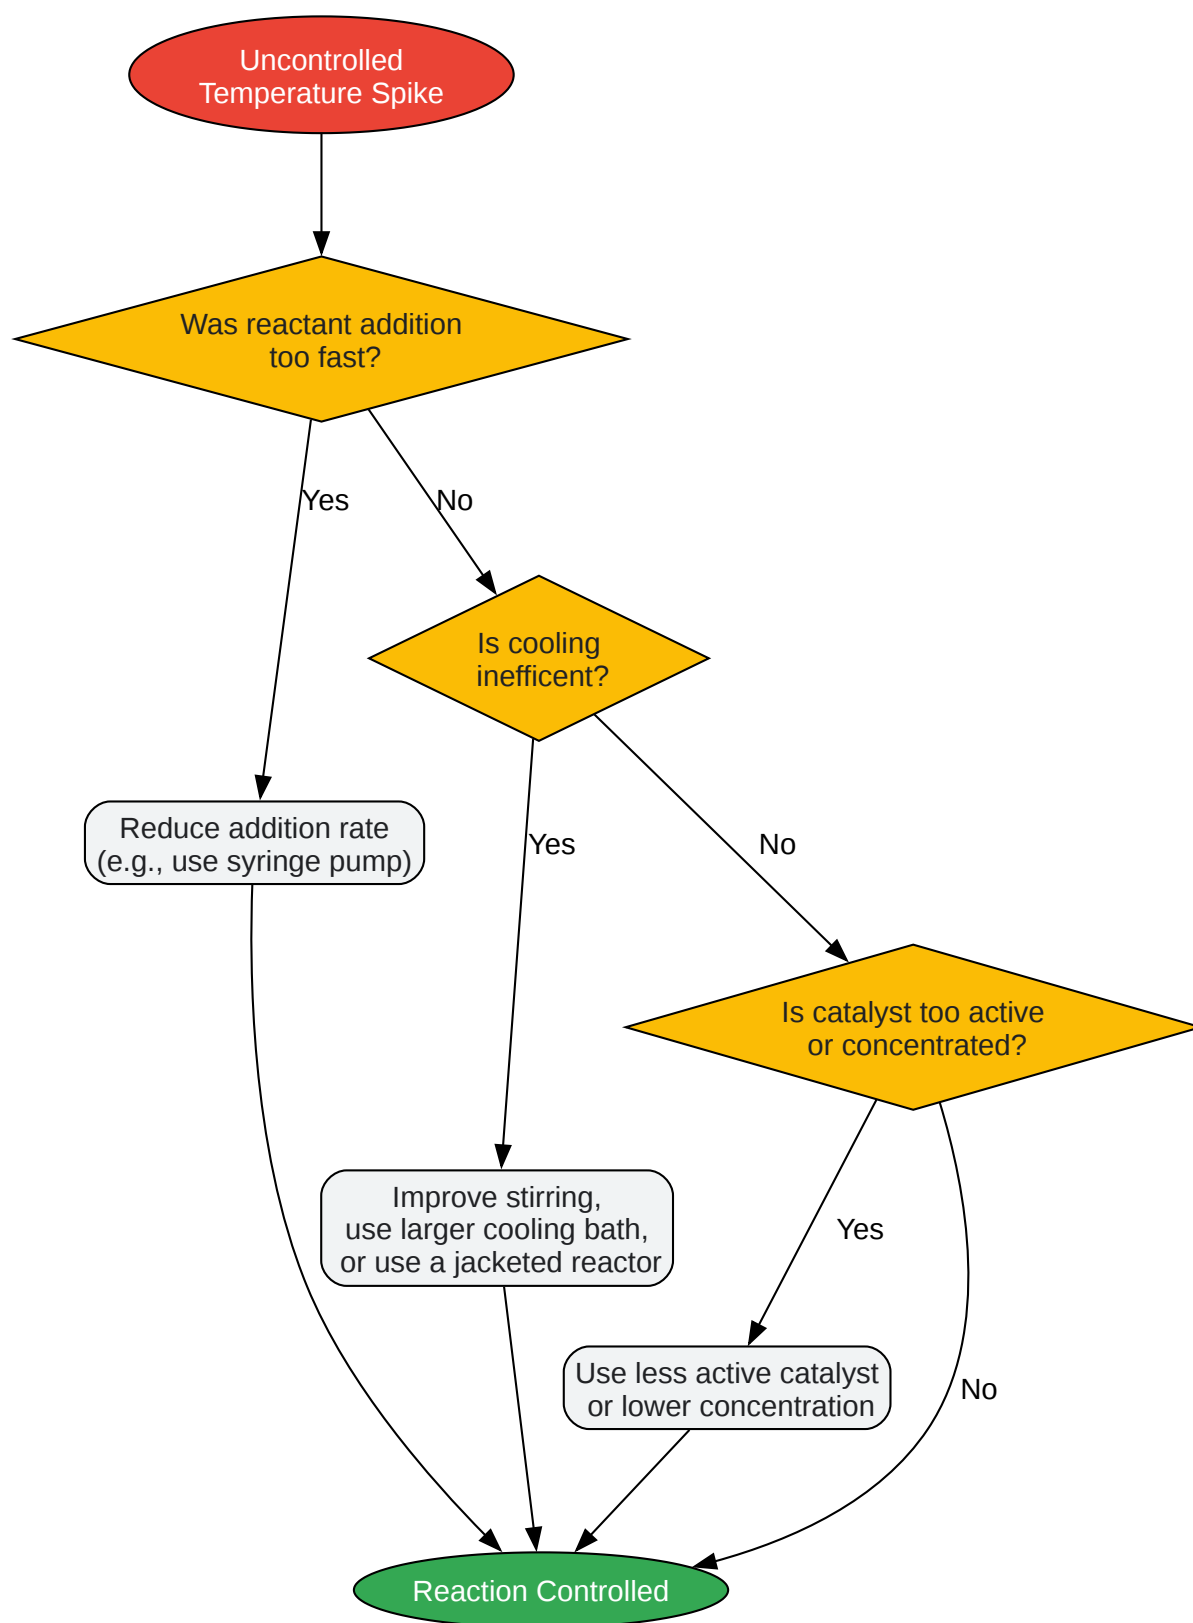 Uncontrolled
Temperature Spike
Was reactant addition
too fast?
Yes
No
Is cooling
inefficent?
Reduce addition rate
(e.g., use syringe pump)
Yes
No
Is catalyst too active
or concentrated?
Improve stirring,
use larger cooling bath,
or use a jacketed reactor
Yes
Use less active catalyst
or lower concentration
No
Reaction Controlled